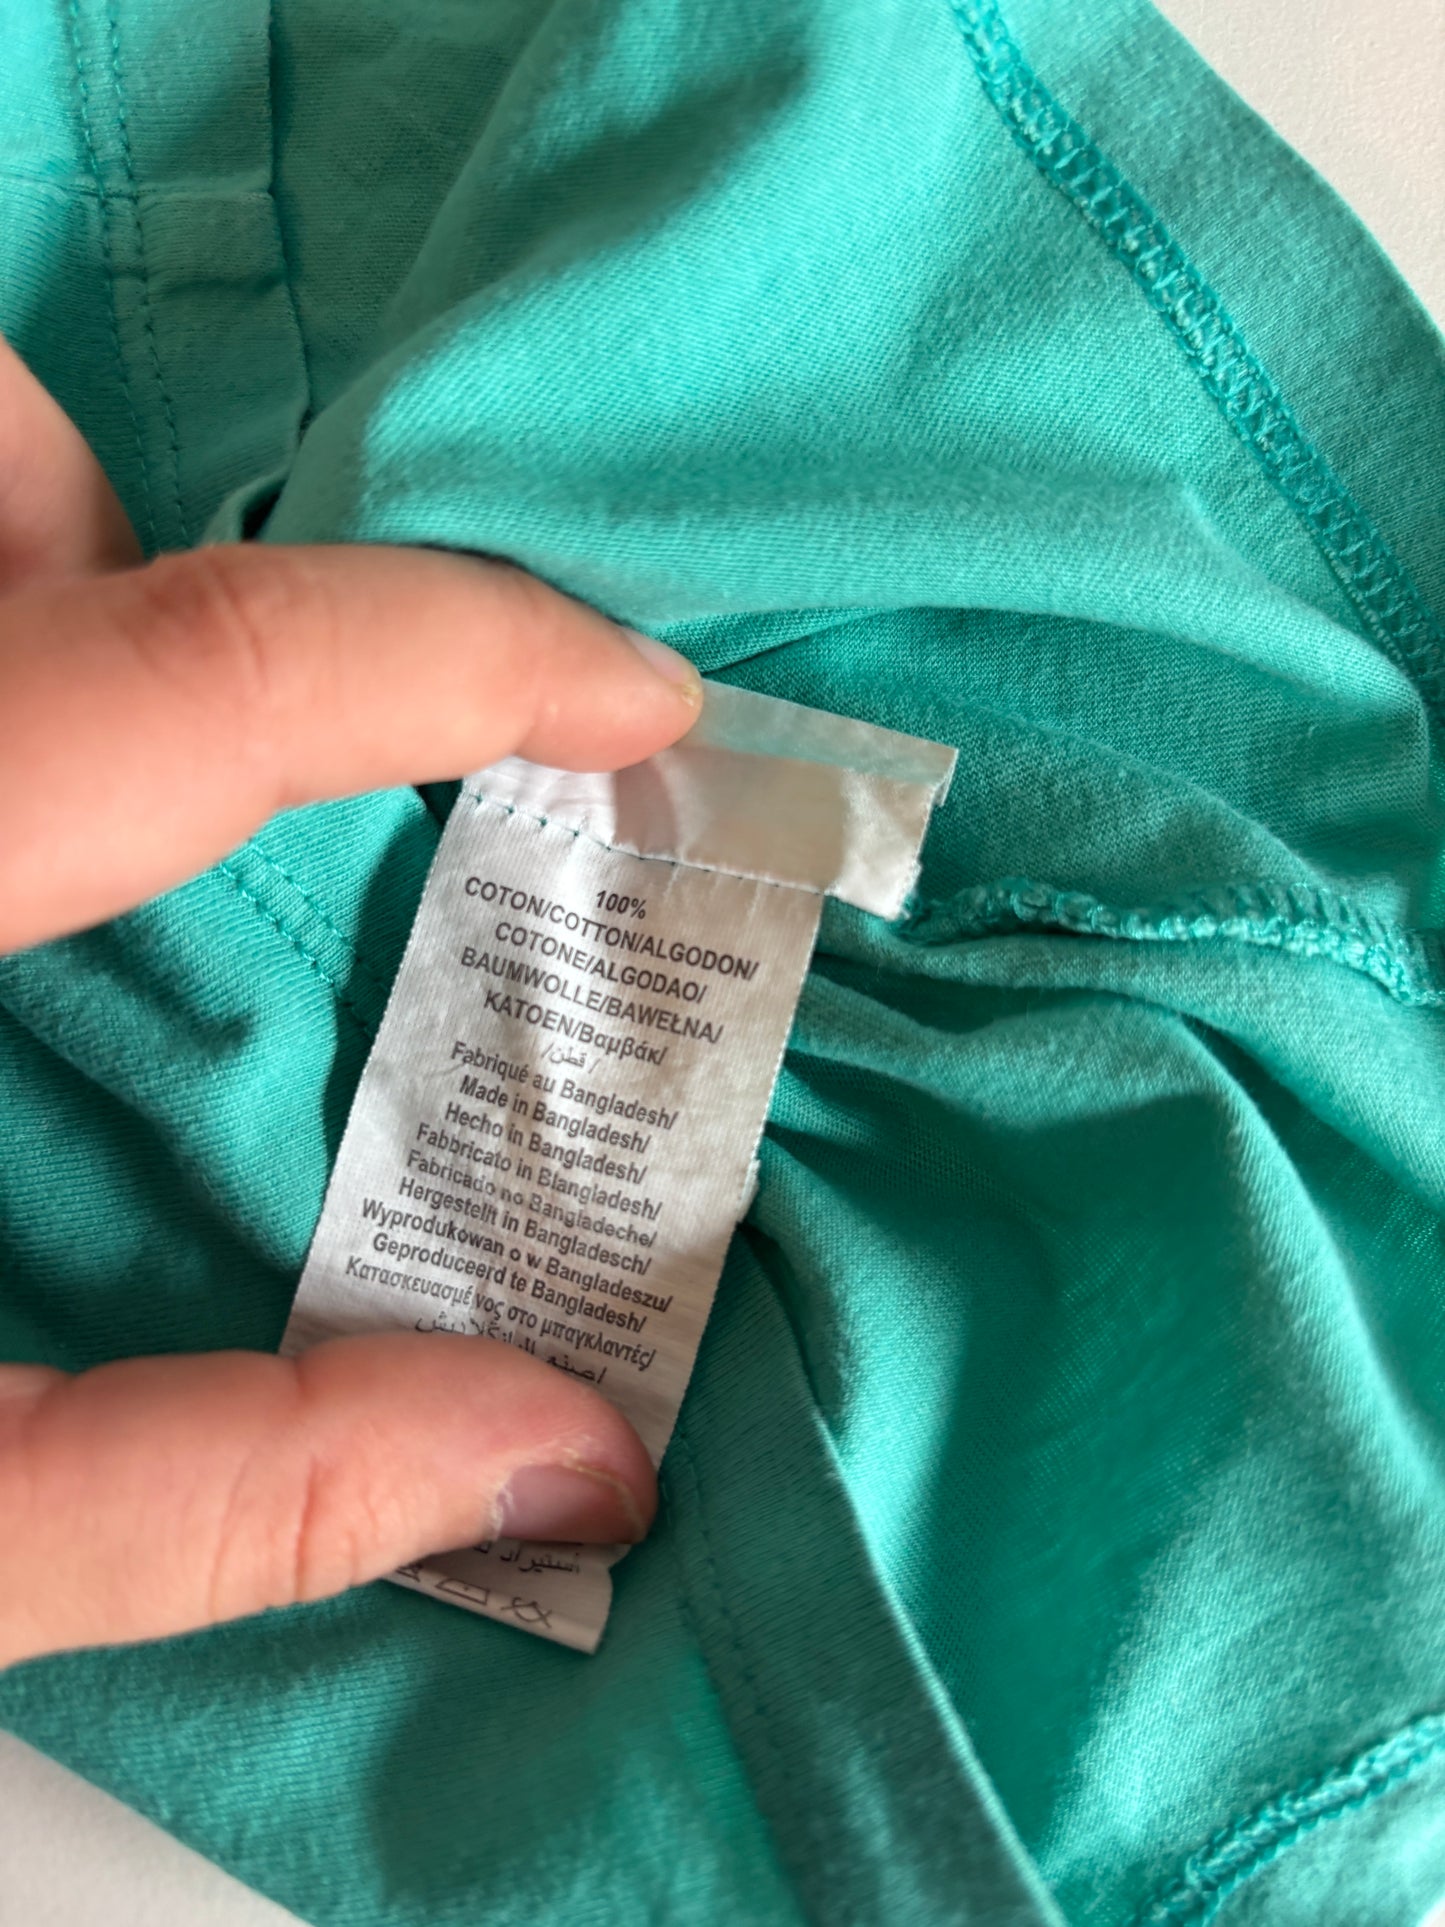 100%
COTON/COTTON/ALGODON/
COTONE/ALGODAO/
BAUMWOLLE/BAWEŁNA/
KATOEN/Βαμβάκι/
/قطن/
Fabriqué au Bangladesh/
Made in Bangladesh/
Hecho in Bangladesh/
Fabbricato in Blangladesh/
Fabricado no Bangladeche/
Hergestellt in Bangladesch/
Wyprodukowan o w Bangladeszu/
Geproduceerd te Bangladesh/
Κατασκευασμέ νος στο μπαγκλαντές/